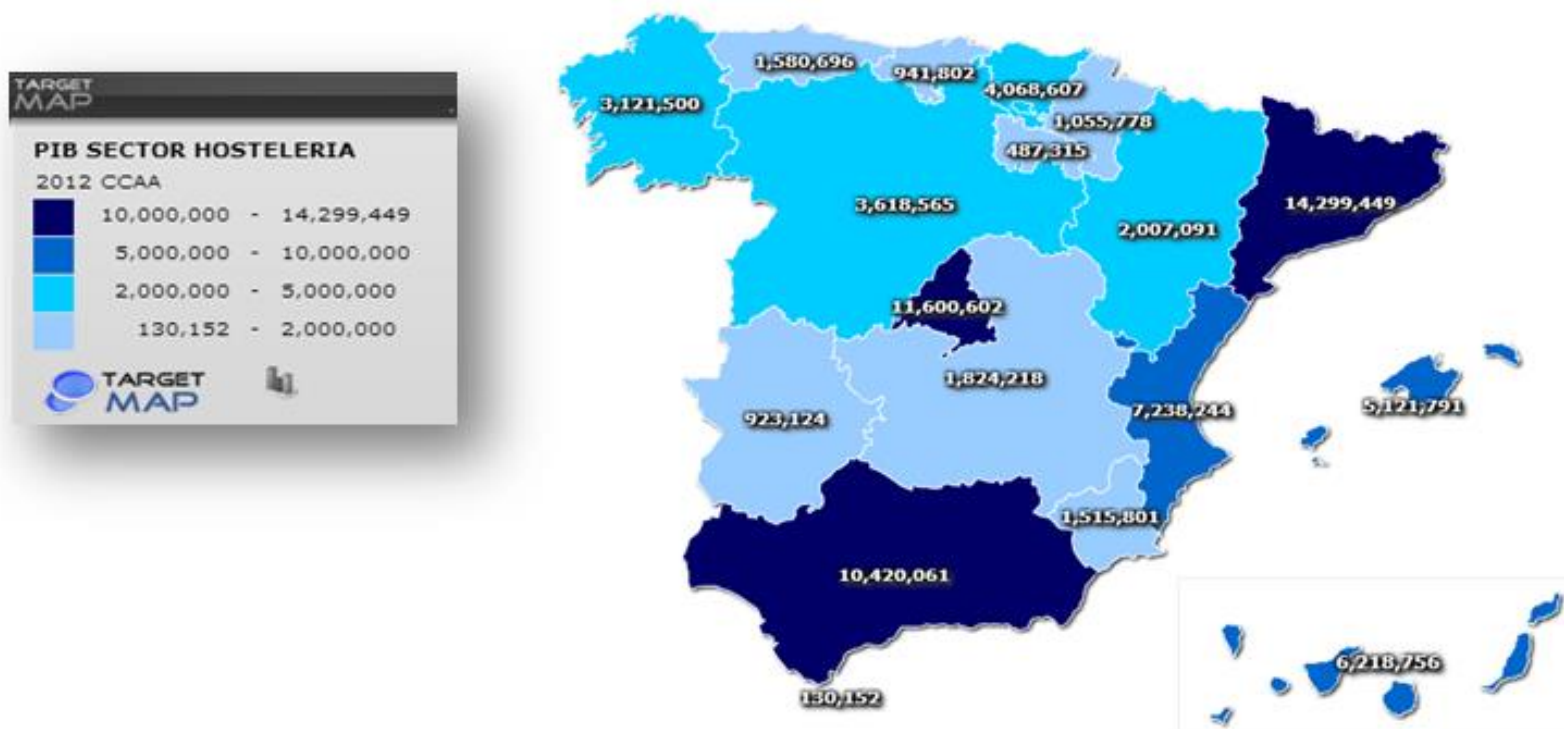 TARGET
MAP
PIB SECTOR HOSTELERIA
2012 CCAA
10,000,000 - 14,299,449
5,000,000 - 10,000,000
2,000,000 - 5,000,000
130,152 - 2,000,000
TARGET
MAP
1,580,696
941,802
4,068,607
3,121,500
1,055,778
487,315
3,618,565
14,299,449
2,007,091
11,600,602
1,824,218
923,124
7,238,244
5,121,791
1,515,801
10,420,061
6,218,756
130,152